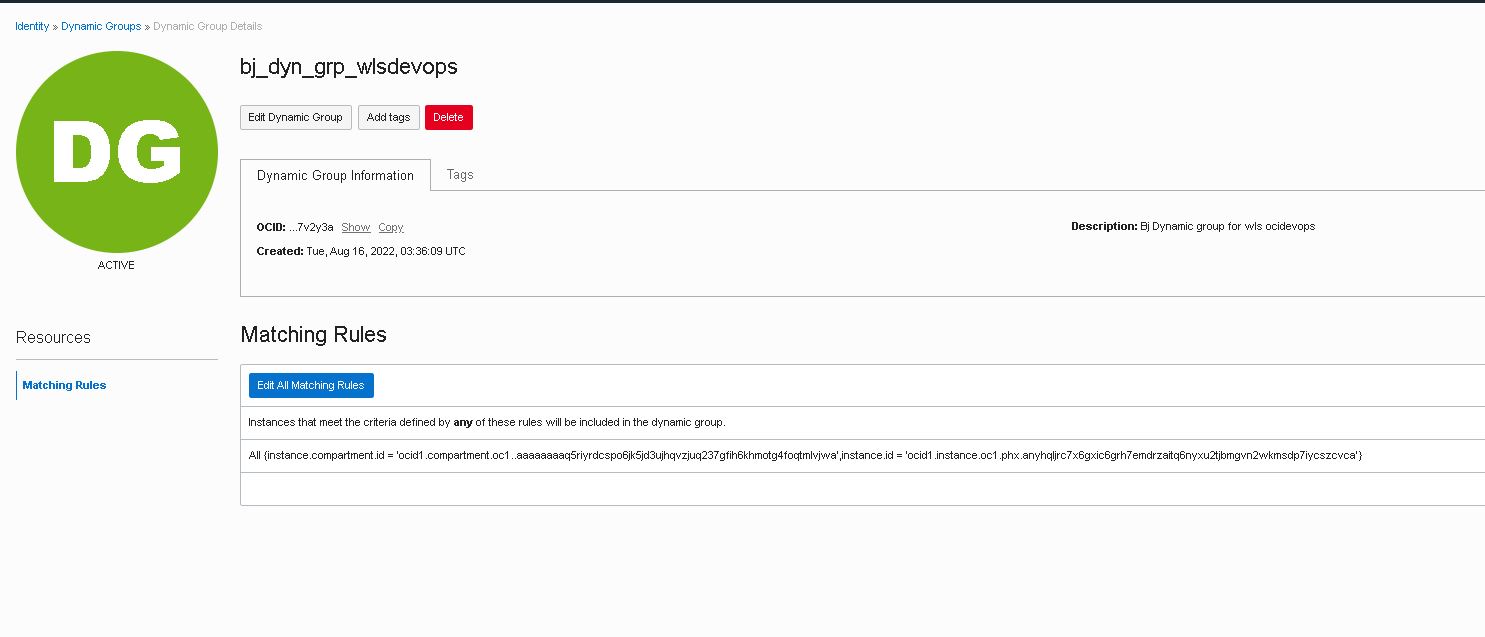 Identity » Dynamic Groups » Dynamic Group Details
DG
ACTIVE
bj_dyn_grp_wlsdevops
Edit Dynamic Group Add tags Delete
Dynamic Group Information Tags
OCID: ...7v2y3a Show Copy
Description: Bj Dynamic group for wls ocidevops
Created: Tue, Aug 16, 2022, 03:36:09 UTC
Resources
Matching Rules
Matching Rules
Edit All Matching Rules
Instances that meet the criteria defined by any of these rules will be included in the dynamic group.
All {instance.compartment.id = 'ocid1.compartment.oc1..aaaaaaaaq5riyrdcspo6jk5jd3ujhqvzjuq237gfih6khmotg4foqtmlvjwa',instance.id = 'ocid1.instance.oc1.phx.anyhqljrc7x6gxic6grh7emdrzaitq6nyxu2tjbmgvn2wkmsdp7iycszcvca'}